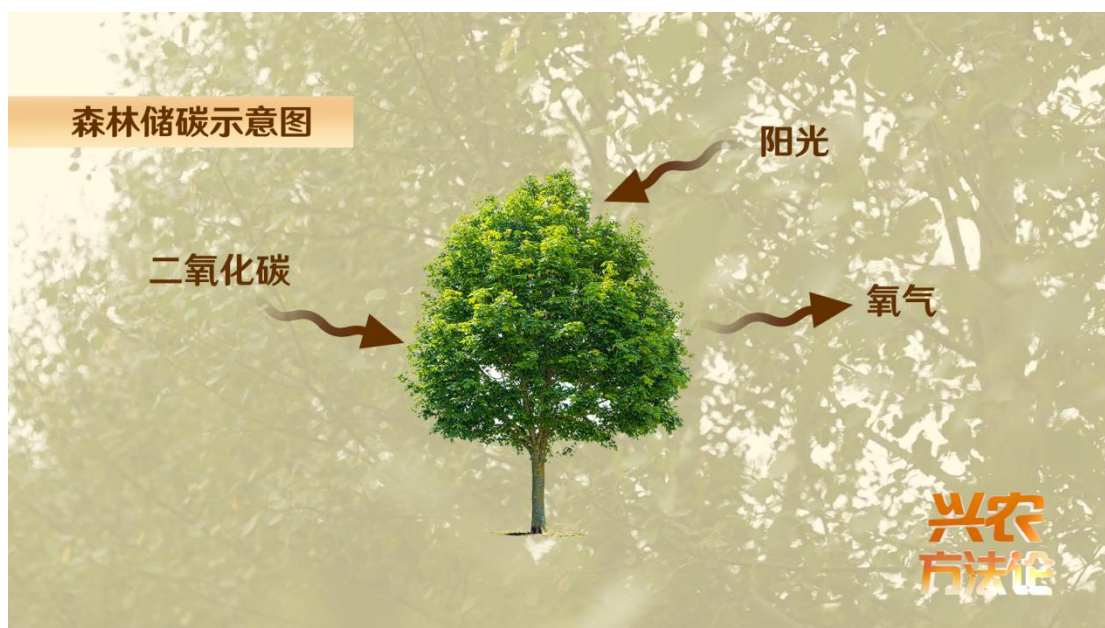 森林储碳示意图
阳光
二氧化碳
氧气
兴农
方法论